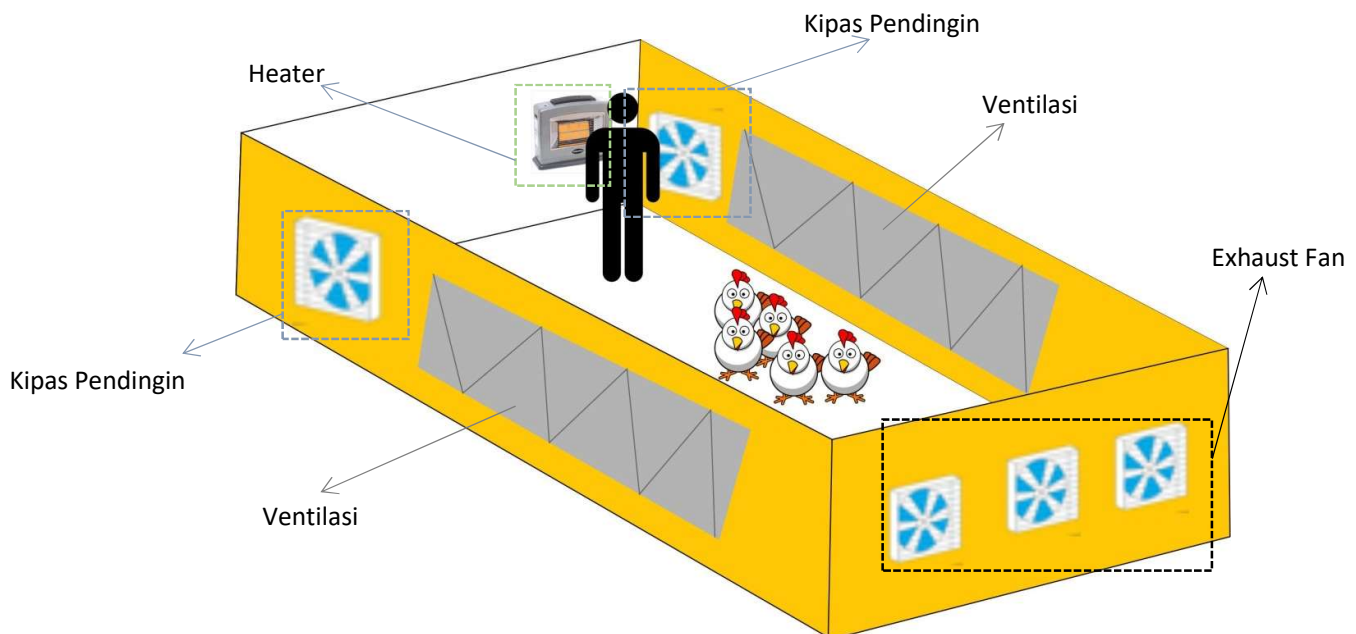 Kipas Pendingin
Heater
Ventilasi
Exhaust Fan
Kipas Pendingin
Ventilasi